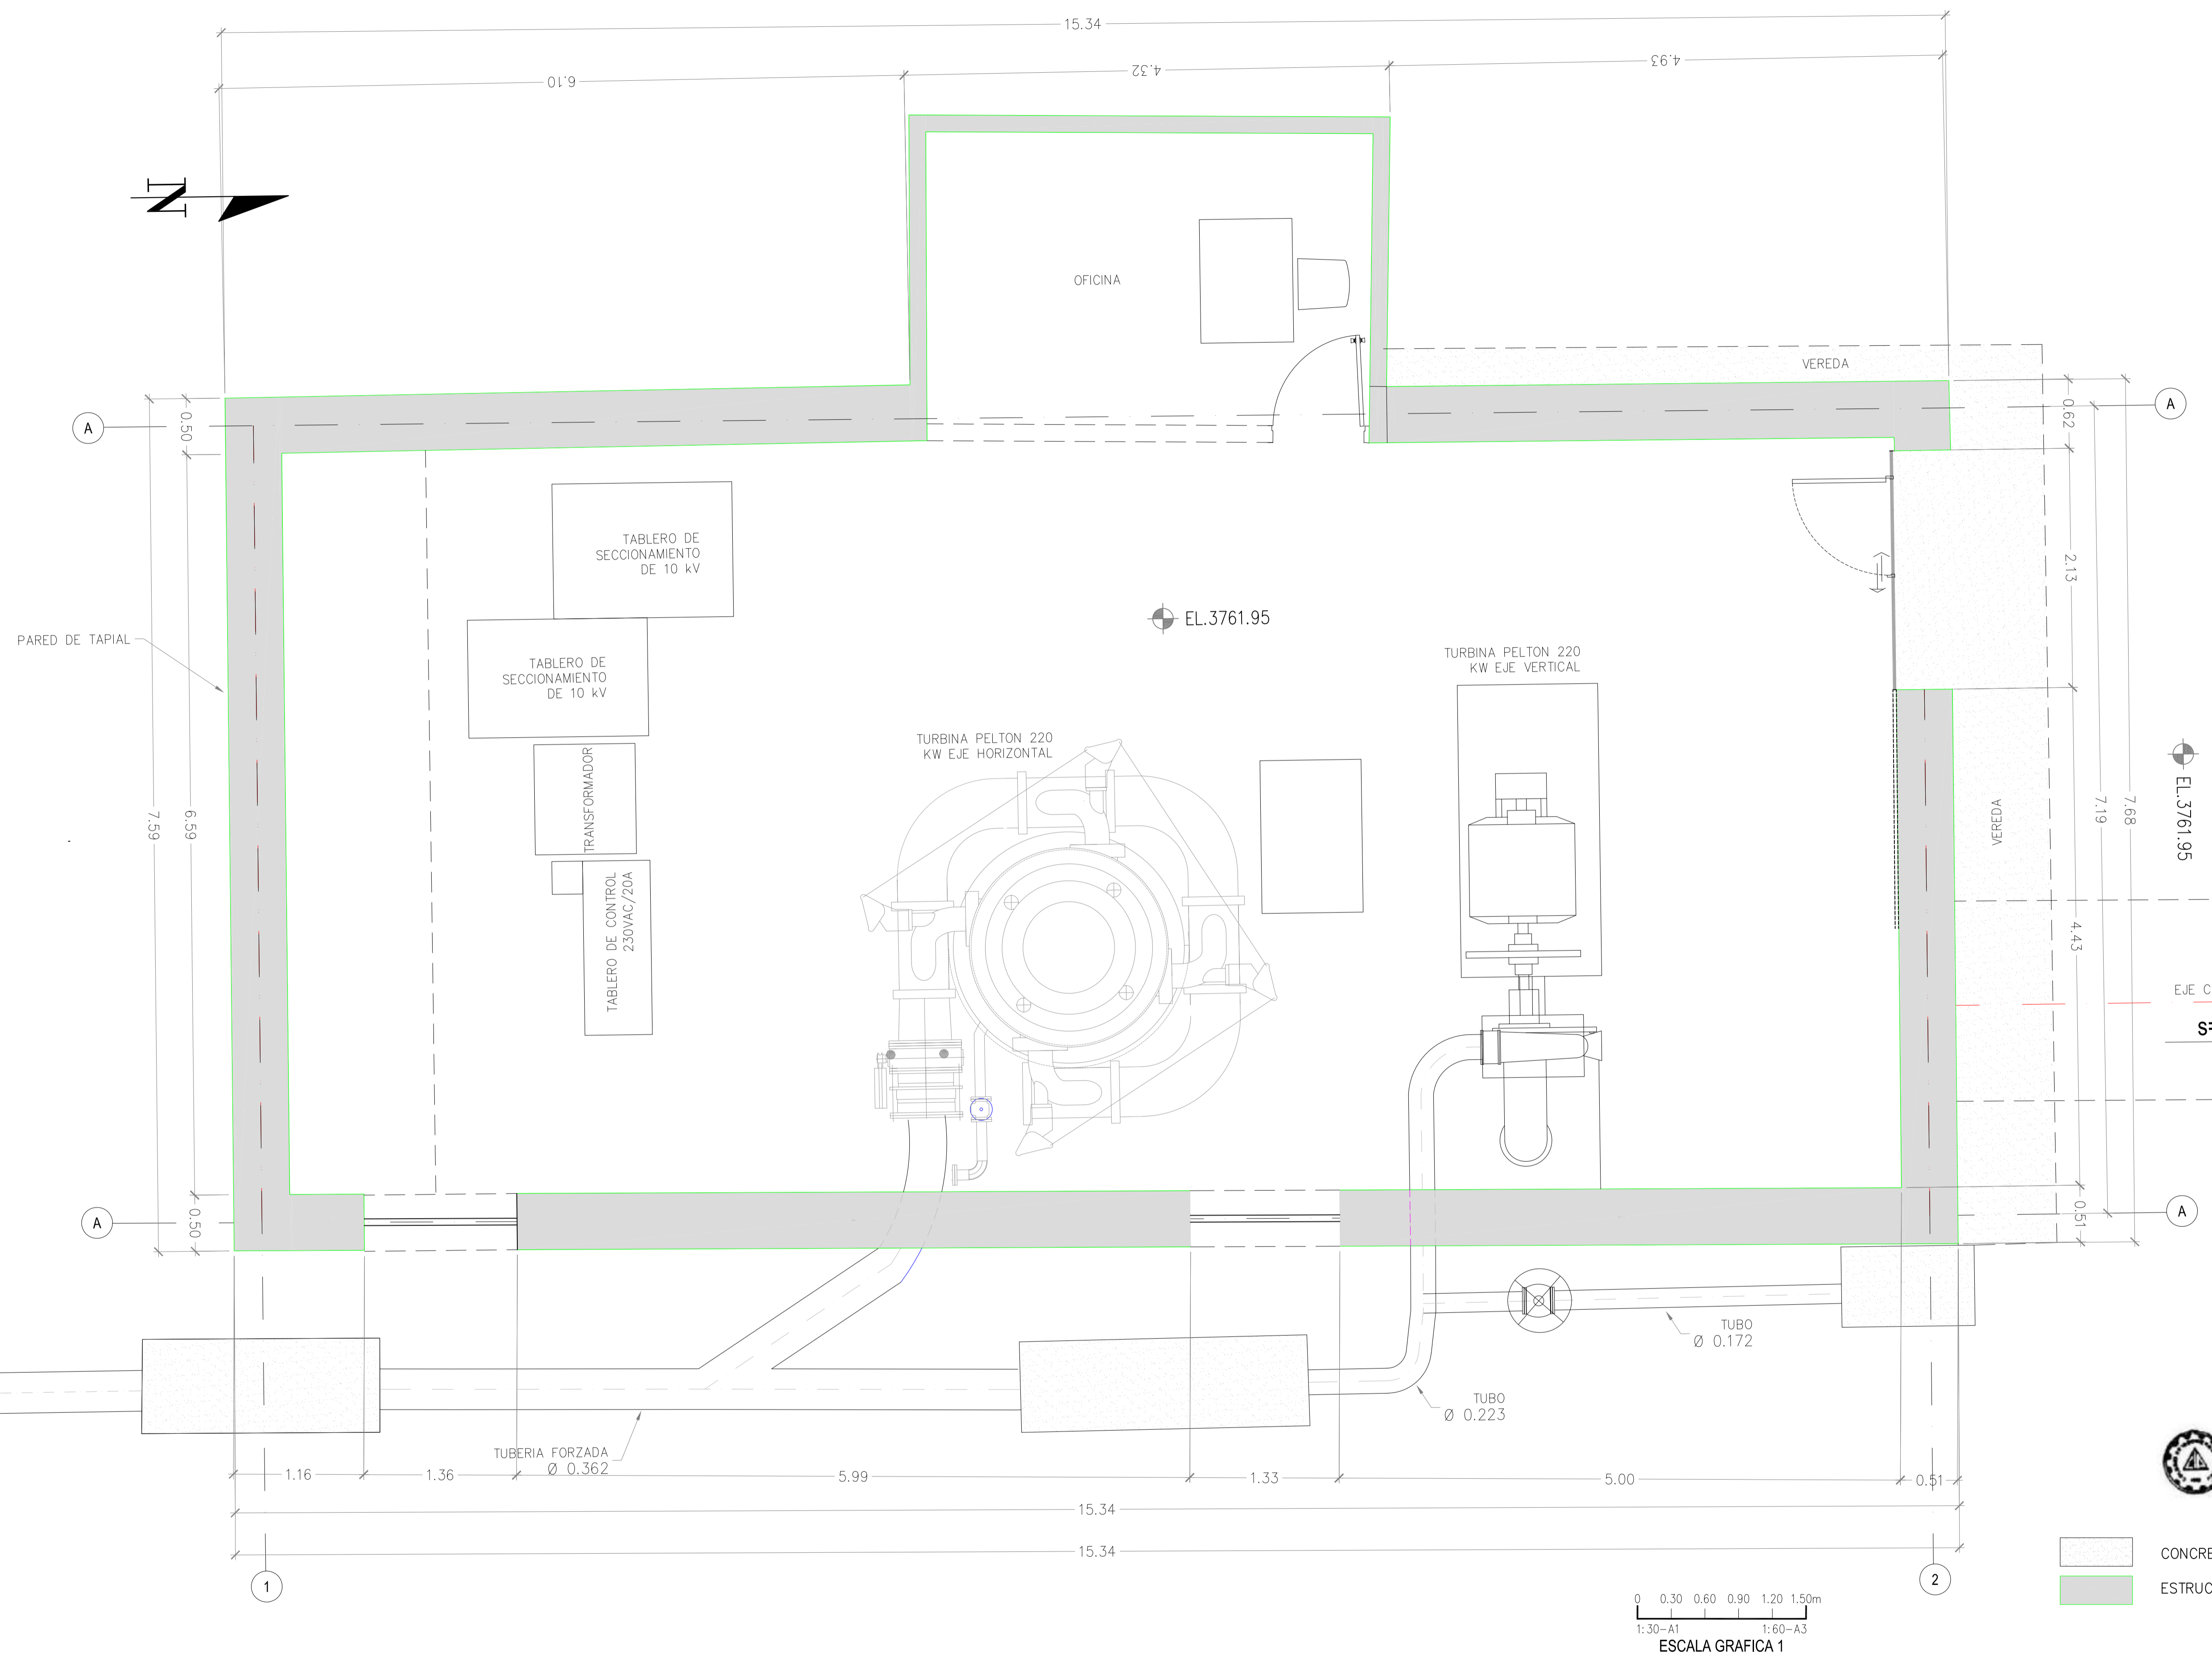 15.34
6.10
4.32
4.93
N
OFICINA
VEREDA
A
A
0.50
0.62
TABLERO DE
SECCIONAMIENTO
DE 10 kV
2.13
EL.3761.95
PARED DE TAPIAL
TABLERO DE
SECCIONAMIENTO
DE 10 kV
TURBINA PELTON 220
KW EJE VERTICAL
TURBINA PELTON 220
KW EJE HORIZONTAL
TRANSFORMADOR
7.59
6.59
VEREDA
7.19
7.68
EL.3761.95
TABLERO DE CONTROL
230VAC/20A
4.43
EJE C
S=
A
0.50
0.51
A
TUBO
Ø 0.172
TUBO
Ø 0.223
TUBERIA FORZADA
Ø 0.362
1.16
1.36
5.99
1.33
5.00
0.51
15.34
15.34
1
2
CONCRE
ESTRUC
0 0.30 0.60 0.90 1.20 1.50m
1:30-A1 1:60-A3
ESCALA GRAFICA 1